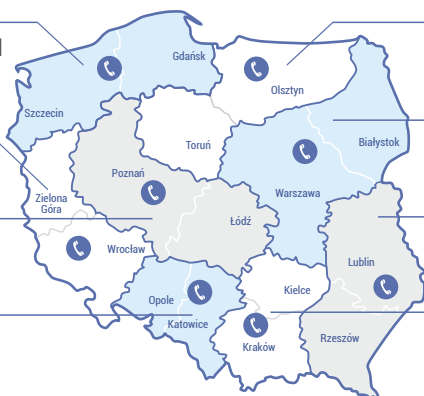 Gdańsk
Olsztyn
Szczecin
Toruń
Białystok
Poznań
Warszawa
Zielona
Góra
Łódź
Wrocław
Lublin
Opole
Kielce
Katowice
Kraków
Rzeszów